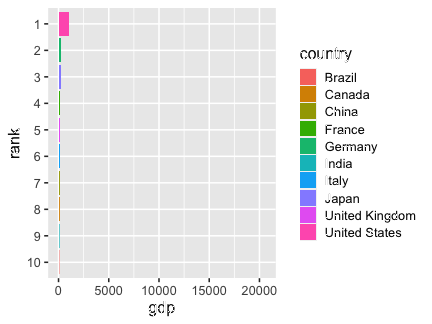 rank
1
2
3
4
5
6
7
8
9
10
0 5000 10000 15000 20000
gdp
country
Brazil
Canada
China
France
Germany
India
Italy
Japan
United Kingdom
United States